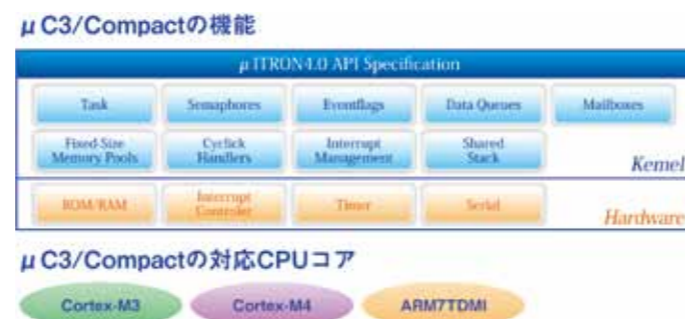 μC3/Compactの機能
μITRON4.0 API Specification
Task
Semaphores
Eventflags
Data Queues
Mailboxes
Fixed-Size
Memory Pools
Cyclick
Handlers
Interrupt
Management
Shared
Stack
Kernel
ROM/RAM
Interrupt
Controler
Timer
Serial
Hardware
μC3/Compactの対応CPUコア
Cortex-M3
Cortex-M4
ARM7TDMI